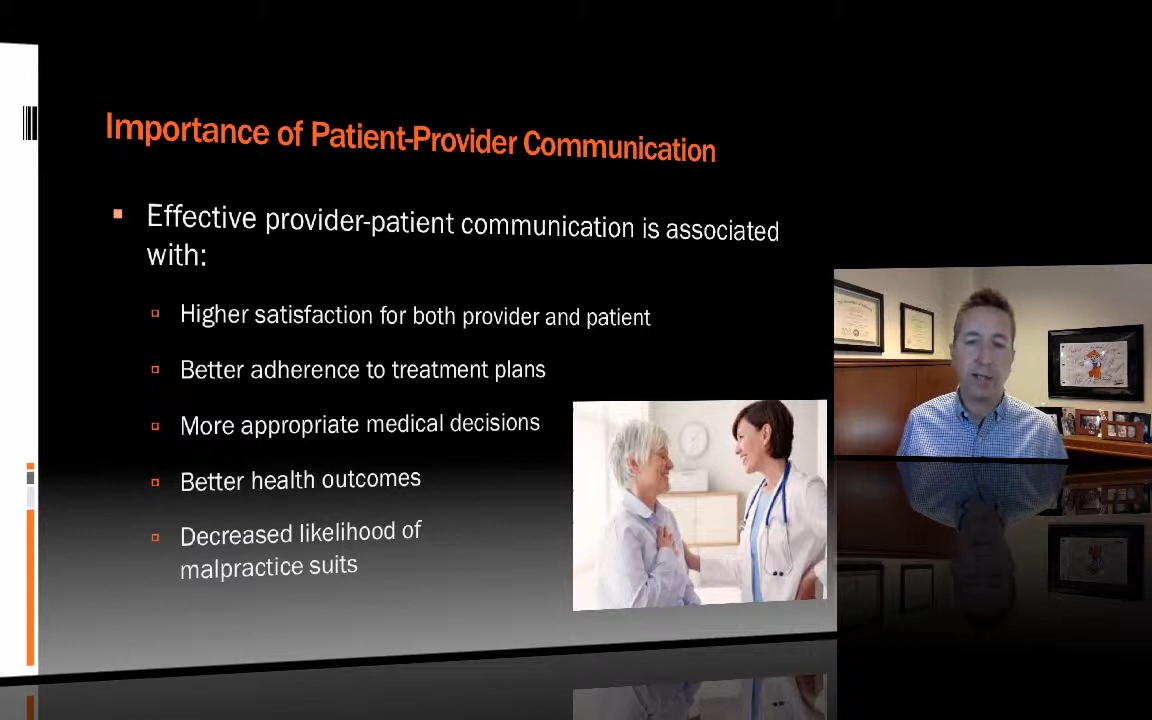 Importance of Patient-Provider Communication
Effective provider-patient communication is associated
with:
Higher satisfaction for both provider and patient
Better adherence to treatment plans
More appropriate medical decisions
Better health outcomes
Decreased likelihood of
malpractice suits